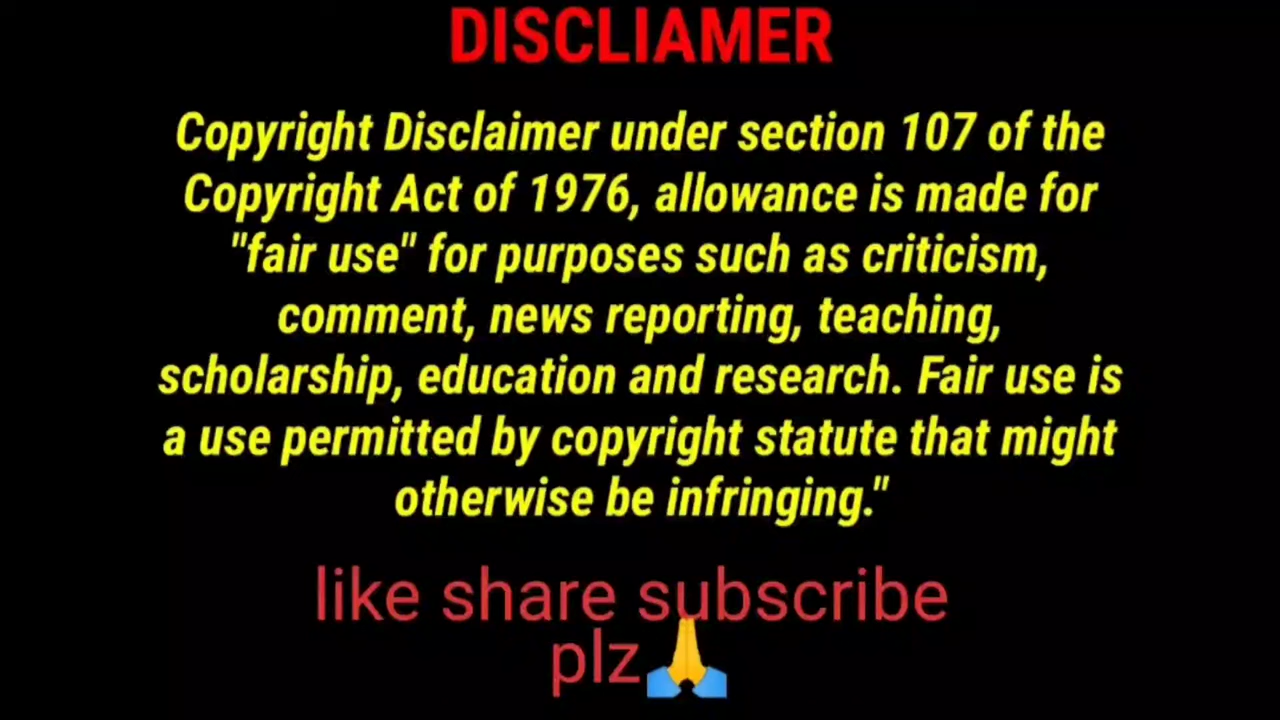 DISCLIAMER
Copyright Disclaimer under section 107 of the
Copyright Act of 1976, allowance is made for
"fair use" for purposes such as criticism,
comment, news reporting, teaching,
scholarship, education and research. Fair use is
a use permitted by copyright statute that might
otherwise be infringing."
like share subscribe
plz🙏